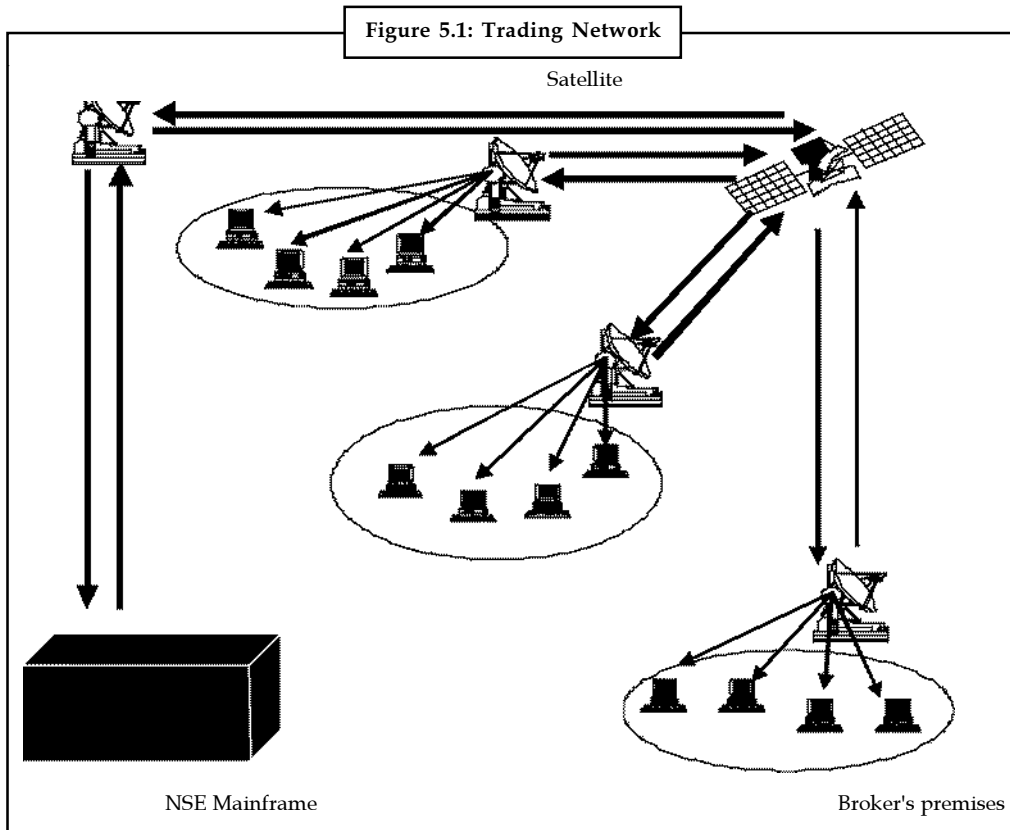 Figure 5.1: Trading Network
Satellite
NSE Mainframe
Broker's premises